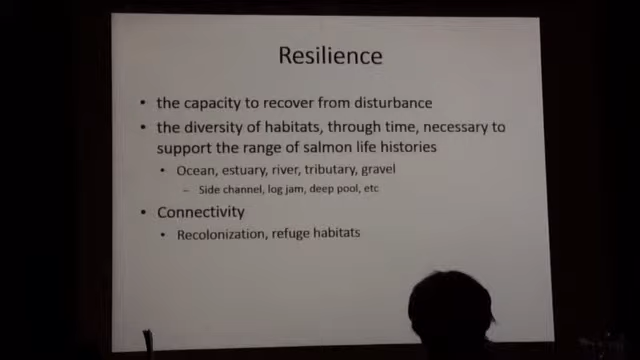 Resilience
• the capacity to recover from disturbance
• the diversity of habitats, through time, necessary to
support the range of salmon life histories
• Ocean, estuary, river, tributary, gravel
– Side channel, log jam, deep pool, etc
• Connectivity
• Recolonization, refuge habitats